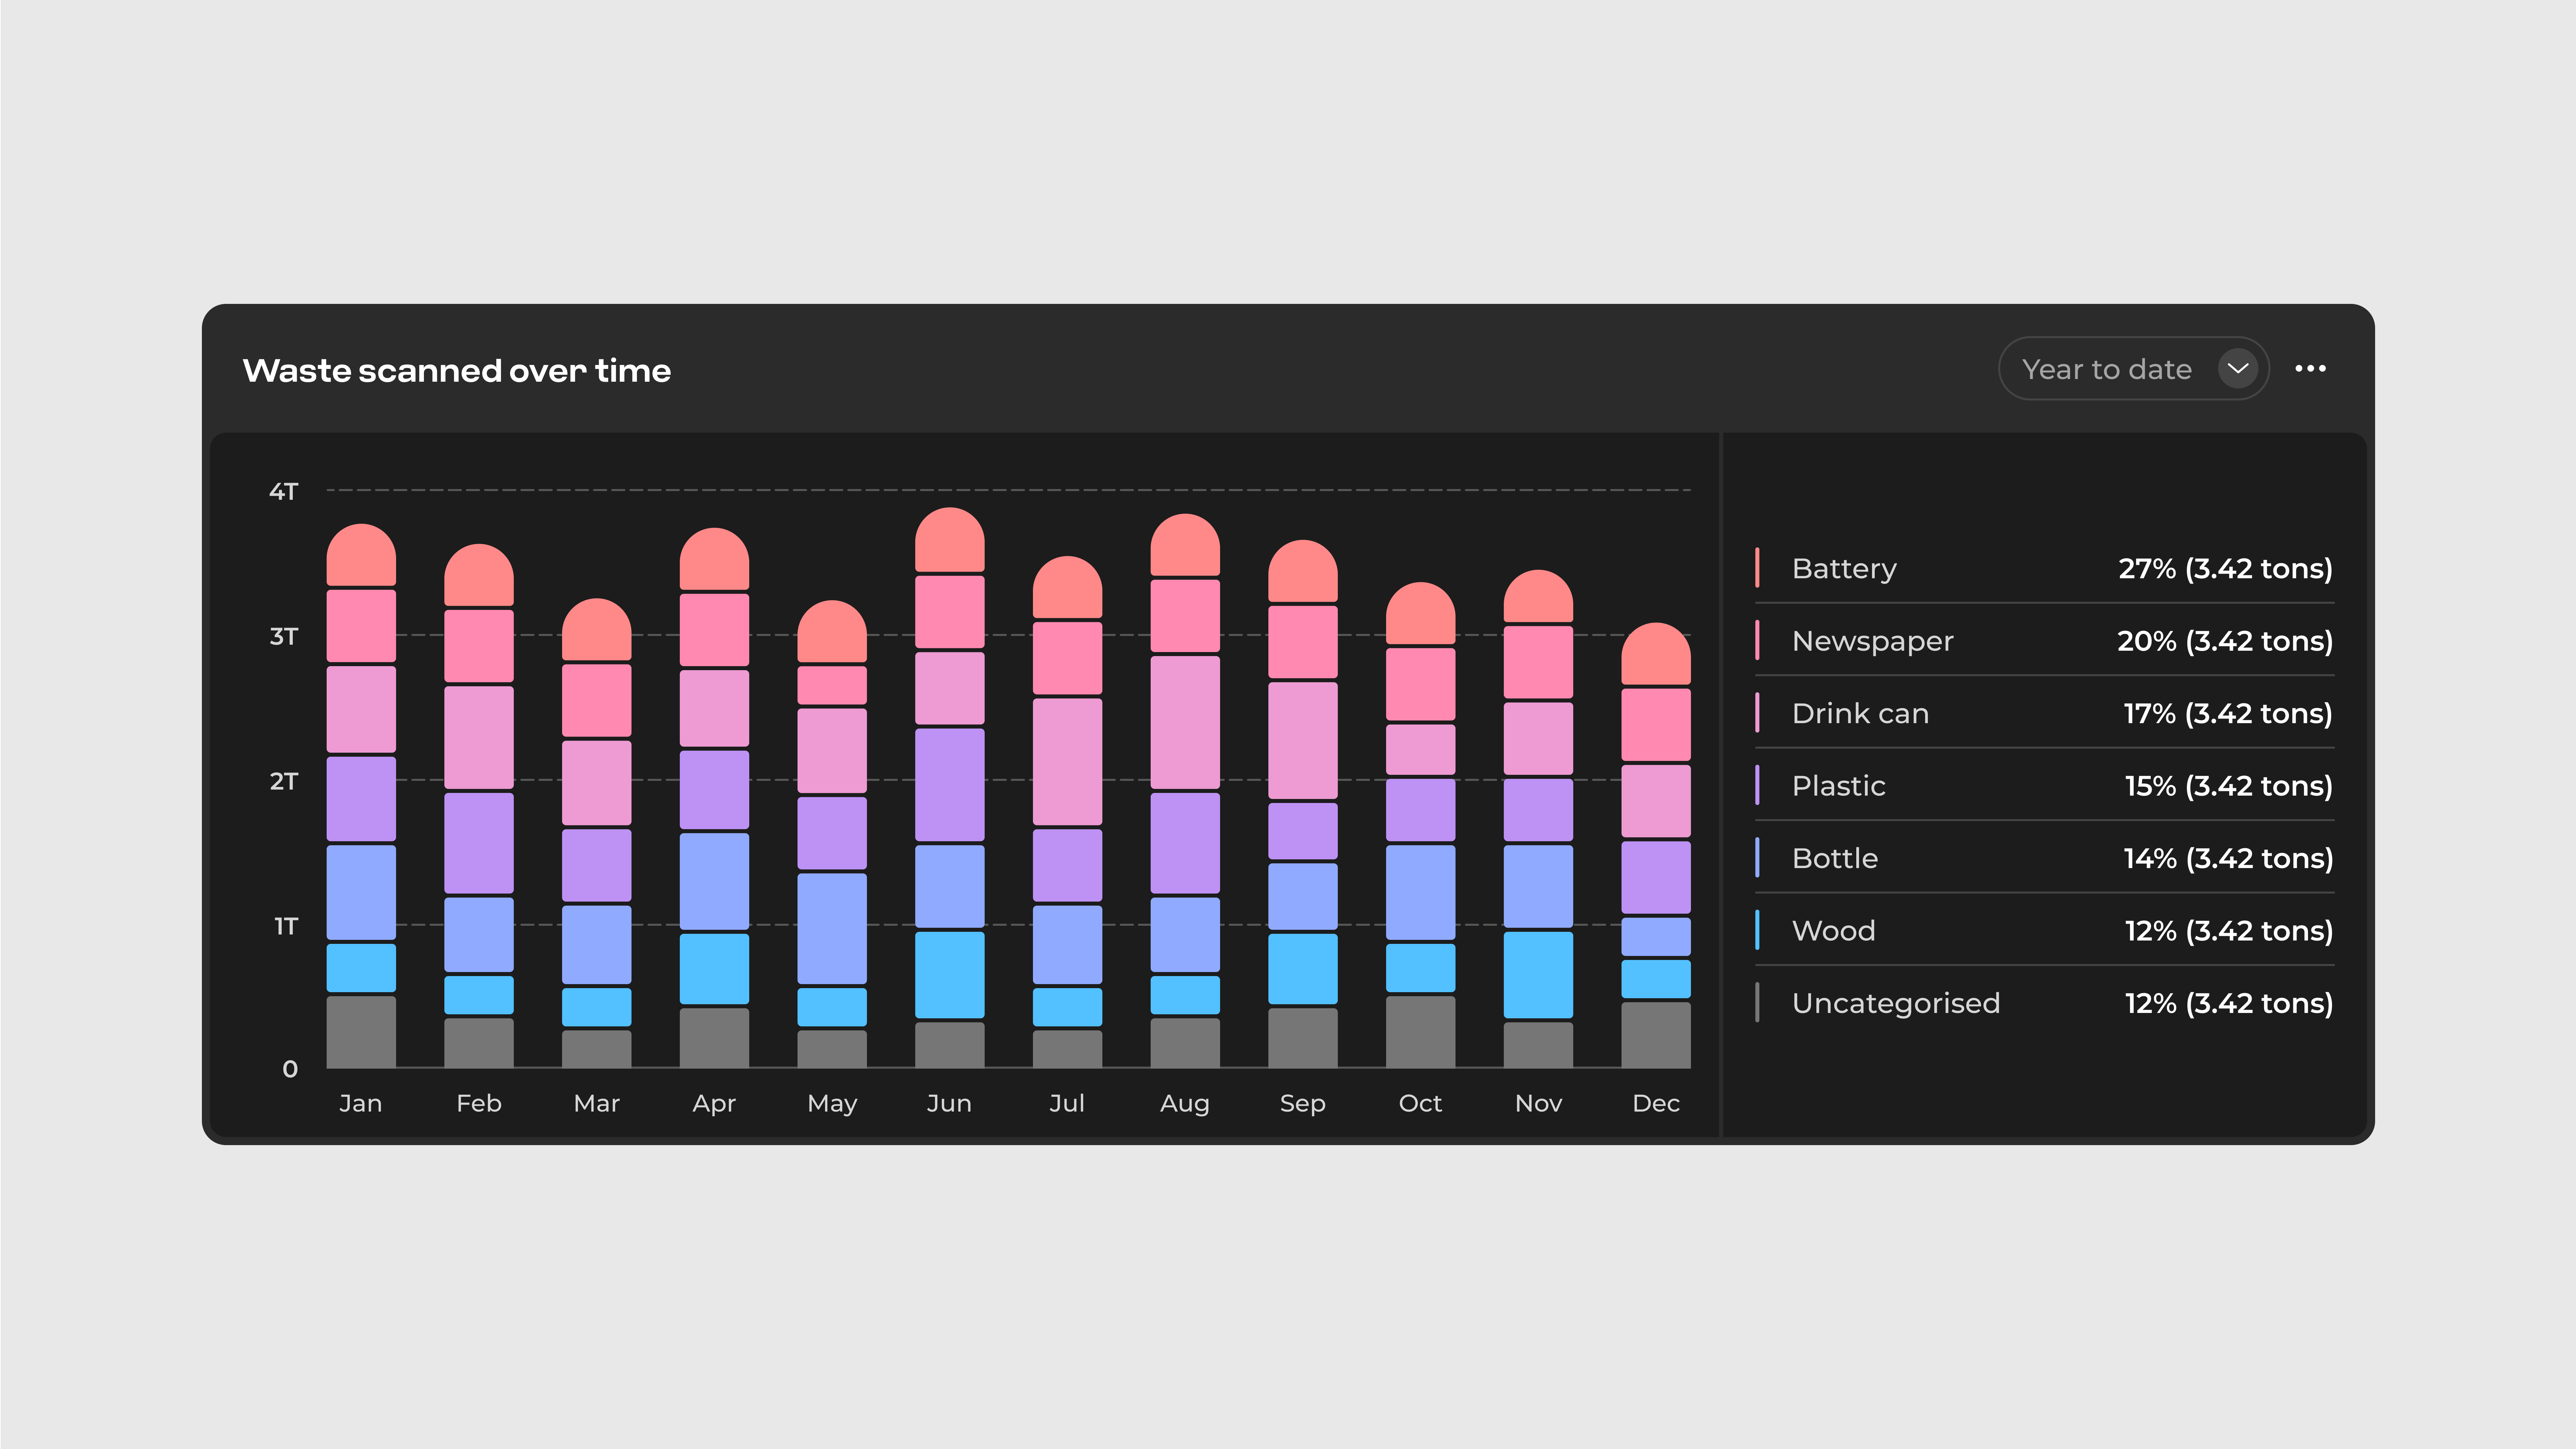 Waste scanned over time
Year to date
4T
3T
2T
1T
0
Jan Feb Mar Apr May Jun Jul Aug Sep Oct Nov Dec
Battery 27% (3.42 tons)
Newspaper 20% (3.42 tons)
Drink can 17% (3.42 tons)
Plastic 15% (3.42 tons)
Bottle 14% (3.42 tons)
Wood 12% (3.42 tons)
Uncategorised 12% (3.42 tons)